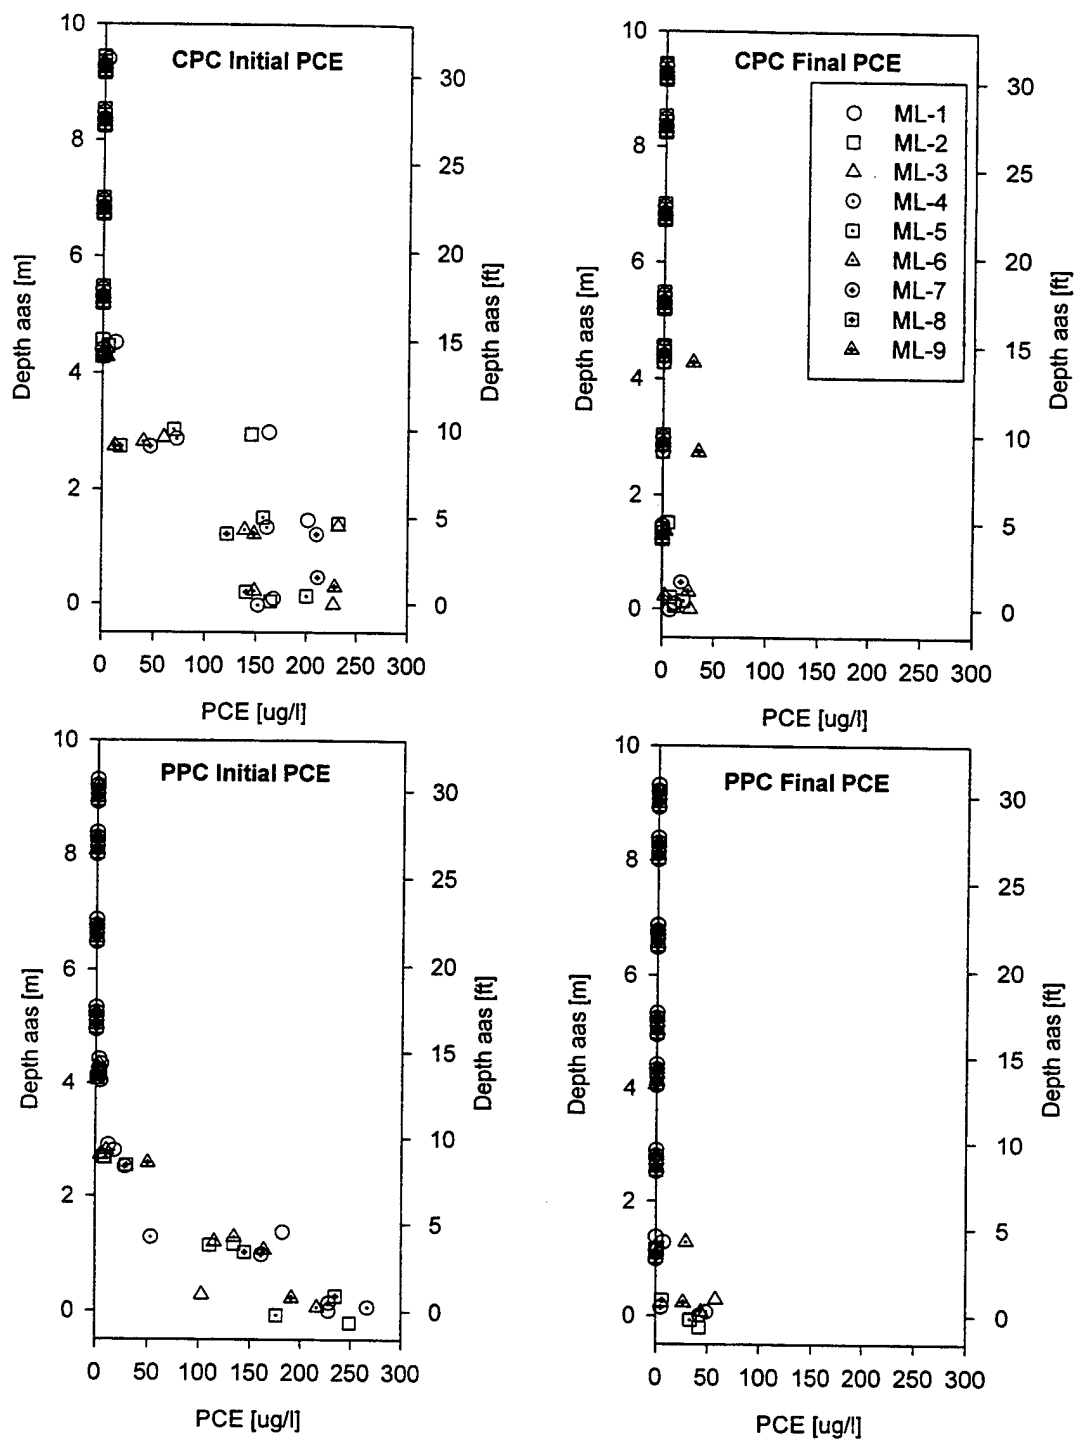 CPC Initial PCE
10
8
6
4
2
0
30
25
20
15
10
5
0
Depth aas [m]
Depth aas [ft]
0 50 100 150 200 250 300
PCE [ug/l]
CPC Final PCE
10
8
6
4
2
0
30
25
20
15
10
5
0
Depth aas [m]
Depth aas [ft]
ML-1
ML-2
ML-3
ML-4
ML-5
ML-6
ML-7
ML-8
ML-9
0 50 100 150 200 250 300
PCE [ug/l]
PPC Initial PCE
10
8
6
4
2
0
30
25
20
15
10
5
0
Depth aas [m]
Depth aas [ft]
0 50 100 150 200 250 300
PCE [ug/l]
PPC Final PCE
10
8
6
4
2
0
30
25
20
15
10
5
0
Depth aas [m]
Depth aas [ft]
0 50 100 150 200 250 300
PCE [ug/l]